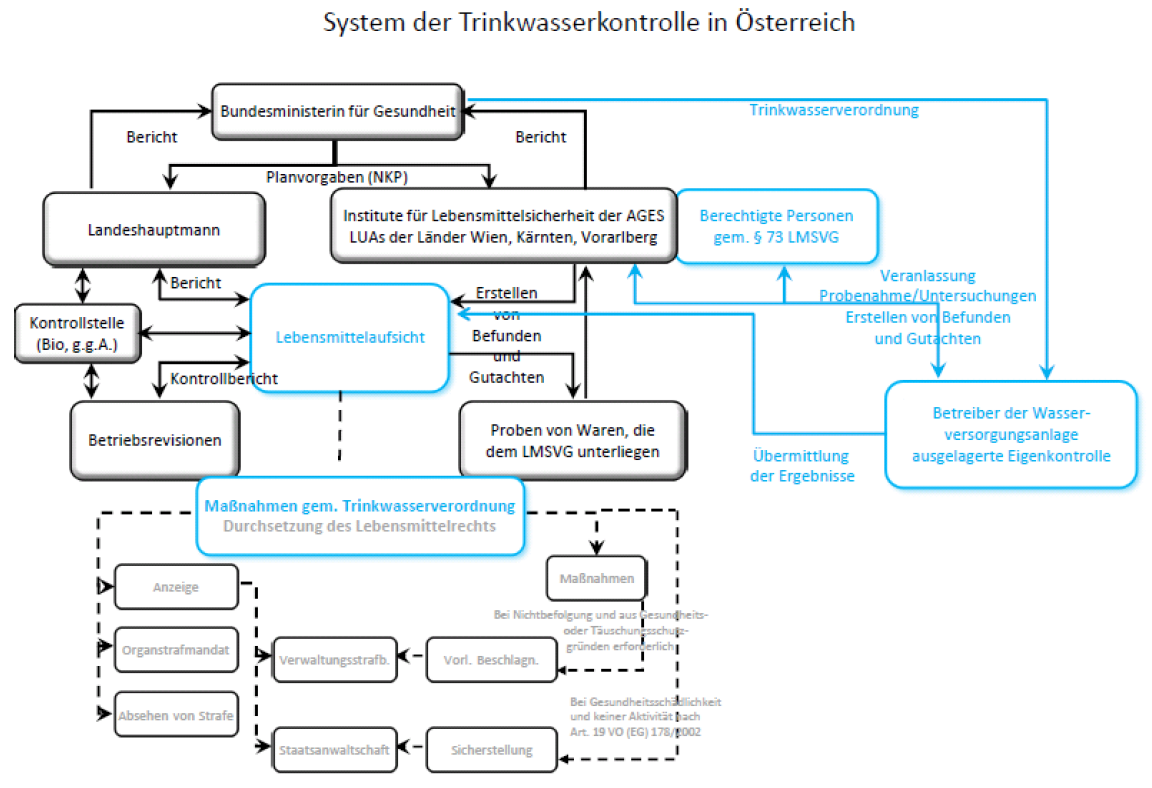 System der Trinkwasserkontrolle in Österreich
Bundesministerin für Gesundheit
Trinkwasserverordnung
Bericht
Bericht
Planvorgaben (NKP)
Landeshauptmann
Institute für Lebensmittelsicherheit der AGES
LUAs der Länder Wien, Kärnten, Vorarlberg
Berechtigte Personen
gem. § 73 LMSVG
Bericht
Veranlassung
Probenahme/Untersuchungen
Erstellen von Befunden
und Gutachten
Kontrollstelle
(Bio, g.g.A.)
Lebensmittelaufsicht
Erstellen
von
Befunden
und
Gutachten
Kontrollbericht
Betriebsrevisionen
Proben von Waren, die
dem LMSVG unterliegen
Betreiber der Wasser-
versorgungsanlage
ausgelagerte Eigenkontrolle
Übermittlung
der Ergebnisse
Maßnahmen gem. Trinkwasserverordnung
Durchsetzung des Lebensmittelrechts
Anzeige
Maßnahmen
Bei Nichtbefolgung und aus Gesundheits-
oder Täuschungsschutz-
gründen erforderlich
Organstrafmandat
Verwaltungsstrafb.
Vorl. Beschlagn.
Absehen von Strafe
Bei Gesundheitsschädlichkeit
und keiner Aktivität nach
Art. 19 VO (EG) 178/2002
Staatsanwaltschaft
Sicherstellung